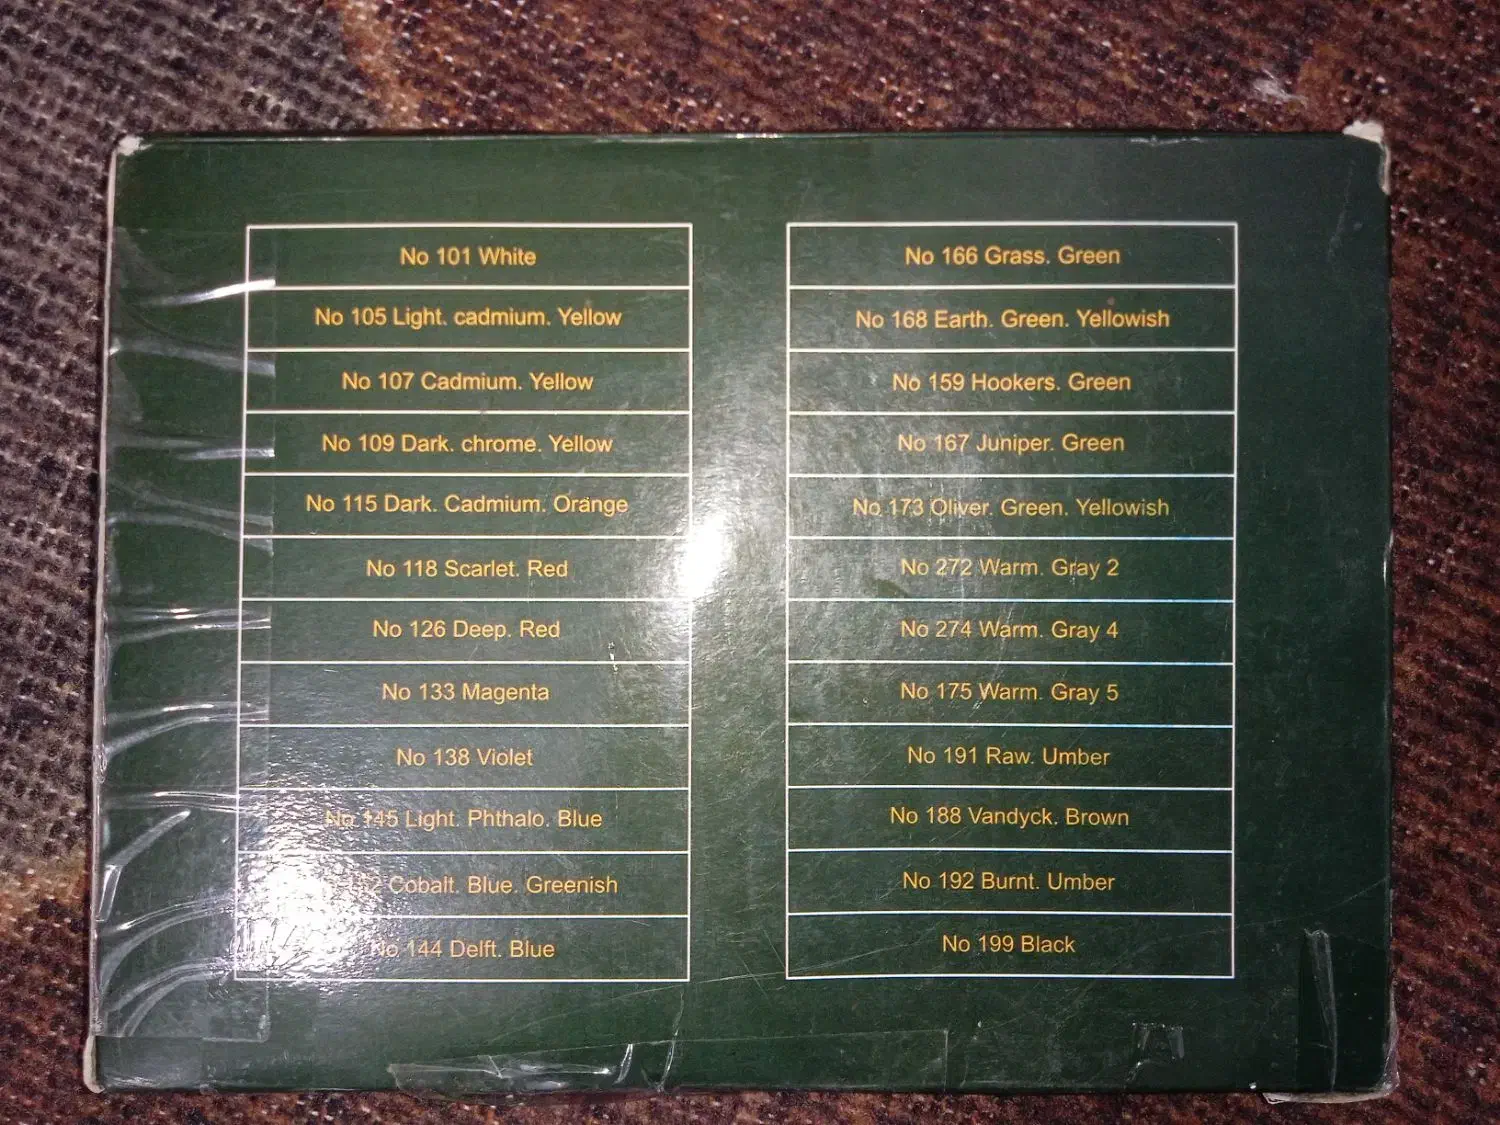 No 101 White
No 105 Light. cadmium. Yellow
No 107 Cadmium. Yellow
No 109 Dark. chrome. Yellow
No 115 Dark. Cadmium. Orange
No 118 Scarlet. Red
No 126 Deep. Red
No 133 Magenta
No 138 Violet
No 145 Light. Phthalo. Blue
Cobalt. Blue. Greenish
No 144 Delft. Blue
No 166 Grass. Green
No 168 Earth. Green. Yellowish
No 159 Hookers. Green
No 167 Juniper. Green
No 173 Oliver. Green. Yellowish
No 272 Warm. Gray 2
No 274 Warm. Gray 4
No 175 Warm. Gray 5
No 191 Raw. Umber
No 188 Vandyck. Brown
No 192 Burnt. Umber
No 199 Black